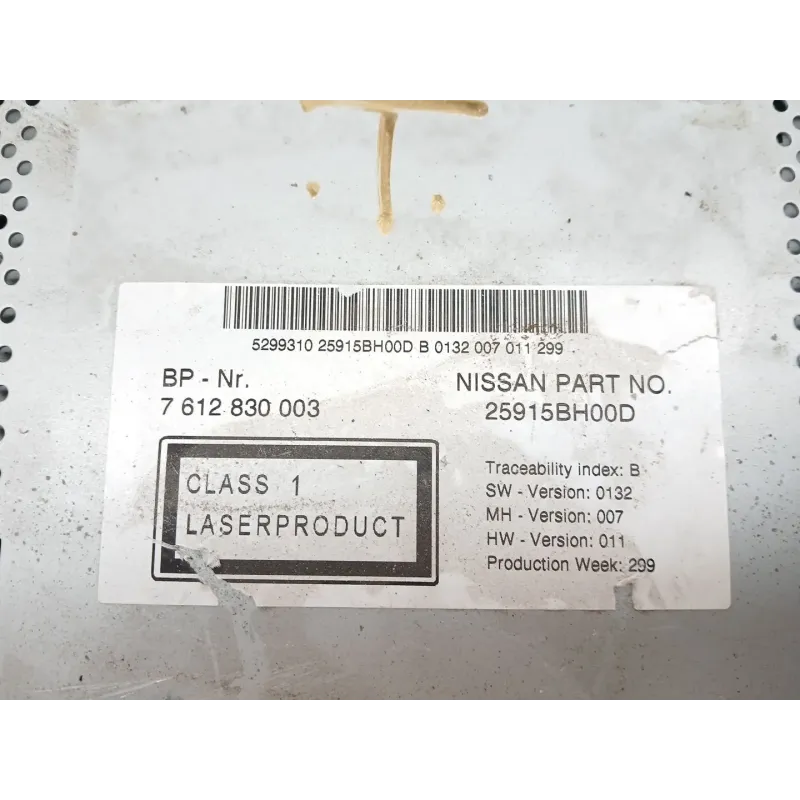 5299310 25915BH00D B 0132 007 011 299
BP - Nr.
7 612 830 003
NISSAN PART NO.
25915BH00D
CLASS 1
LASERPRODUCT
Traceability index: B
SW - Version: 0132
MH - Version: 007
HW - Version: 011
Production Week: 299